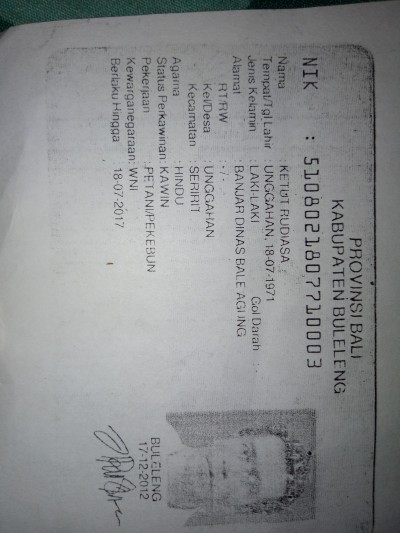 PROVINSI BALI
KABUPATEN BULELENG
NIK : 5108021807710003
Nama : KETUT RUDIASA
Tempat/Tgl Lahir : UNGGAHAN, 18-07-1971
Jenis Kelamin : LAKI-LAKI Gol Darah : -
Alamat : BANJAR DINAS BALE AGUNG
RT/RW : -/-
Kel/Desa : UNGGAHAN
Kecamatan : SERIRIT
Agama : HINDU
Status Perkawinan: KAWIN
Pekerjaan : PETANI/PEKEBUN
Kewarganegaraan: WNI
Berlaku Hingga : 18-07-2017
BULELENG
17-12-2012